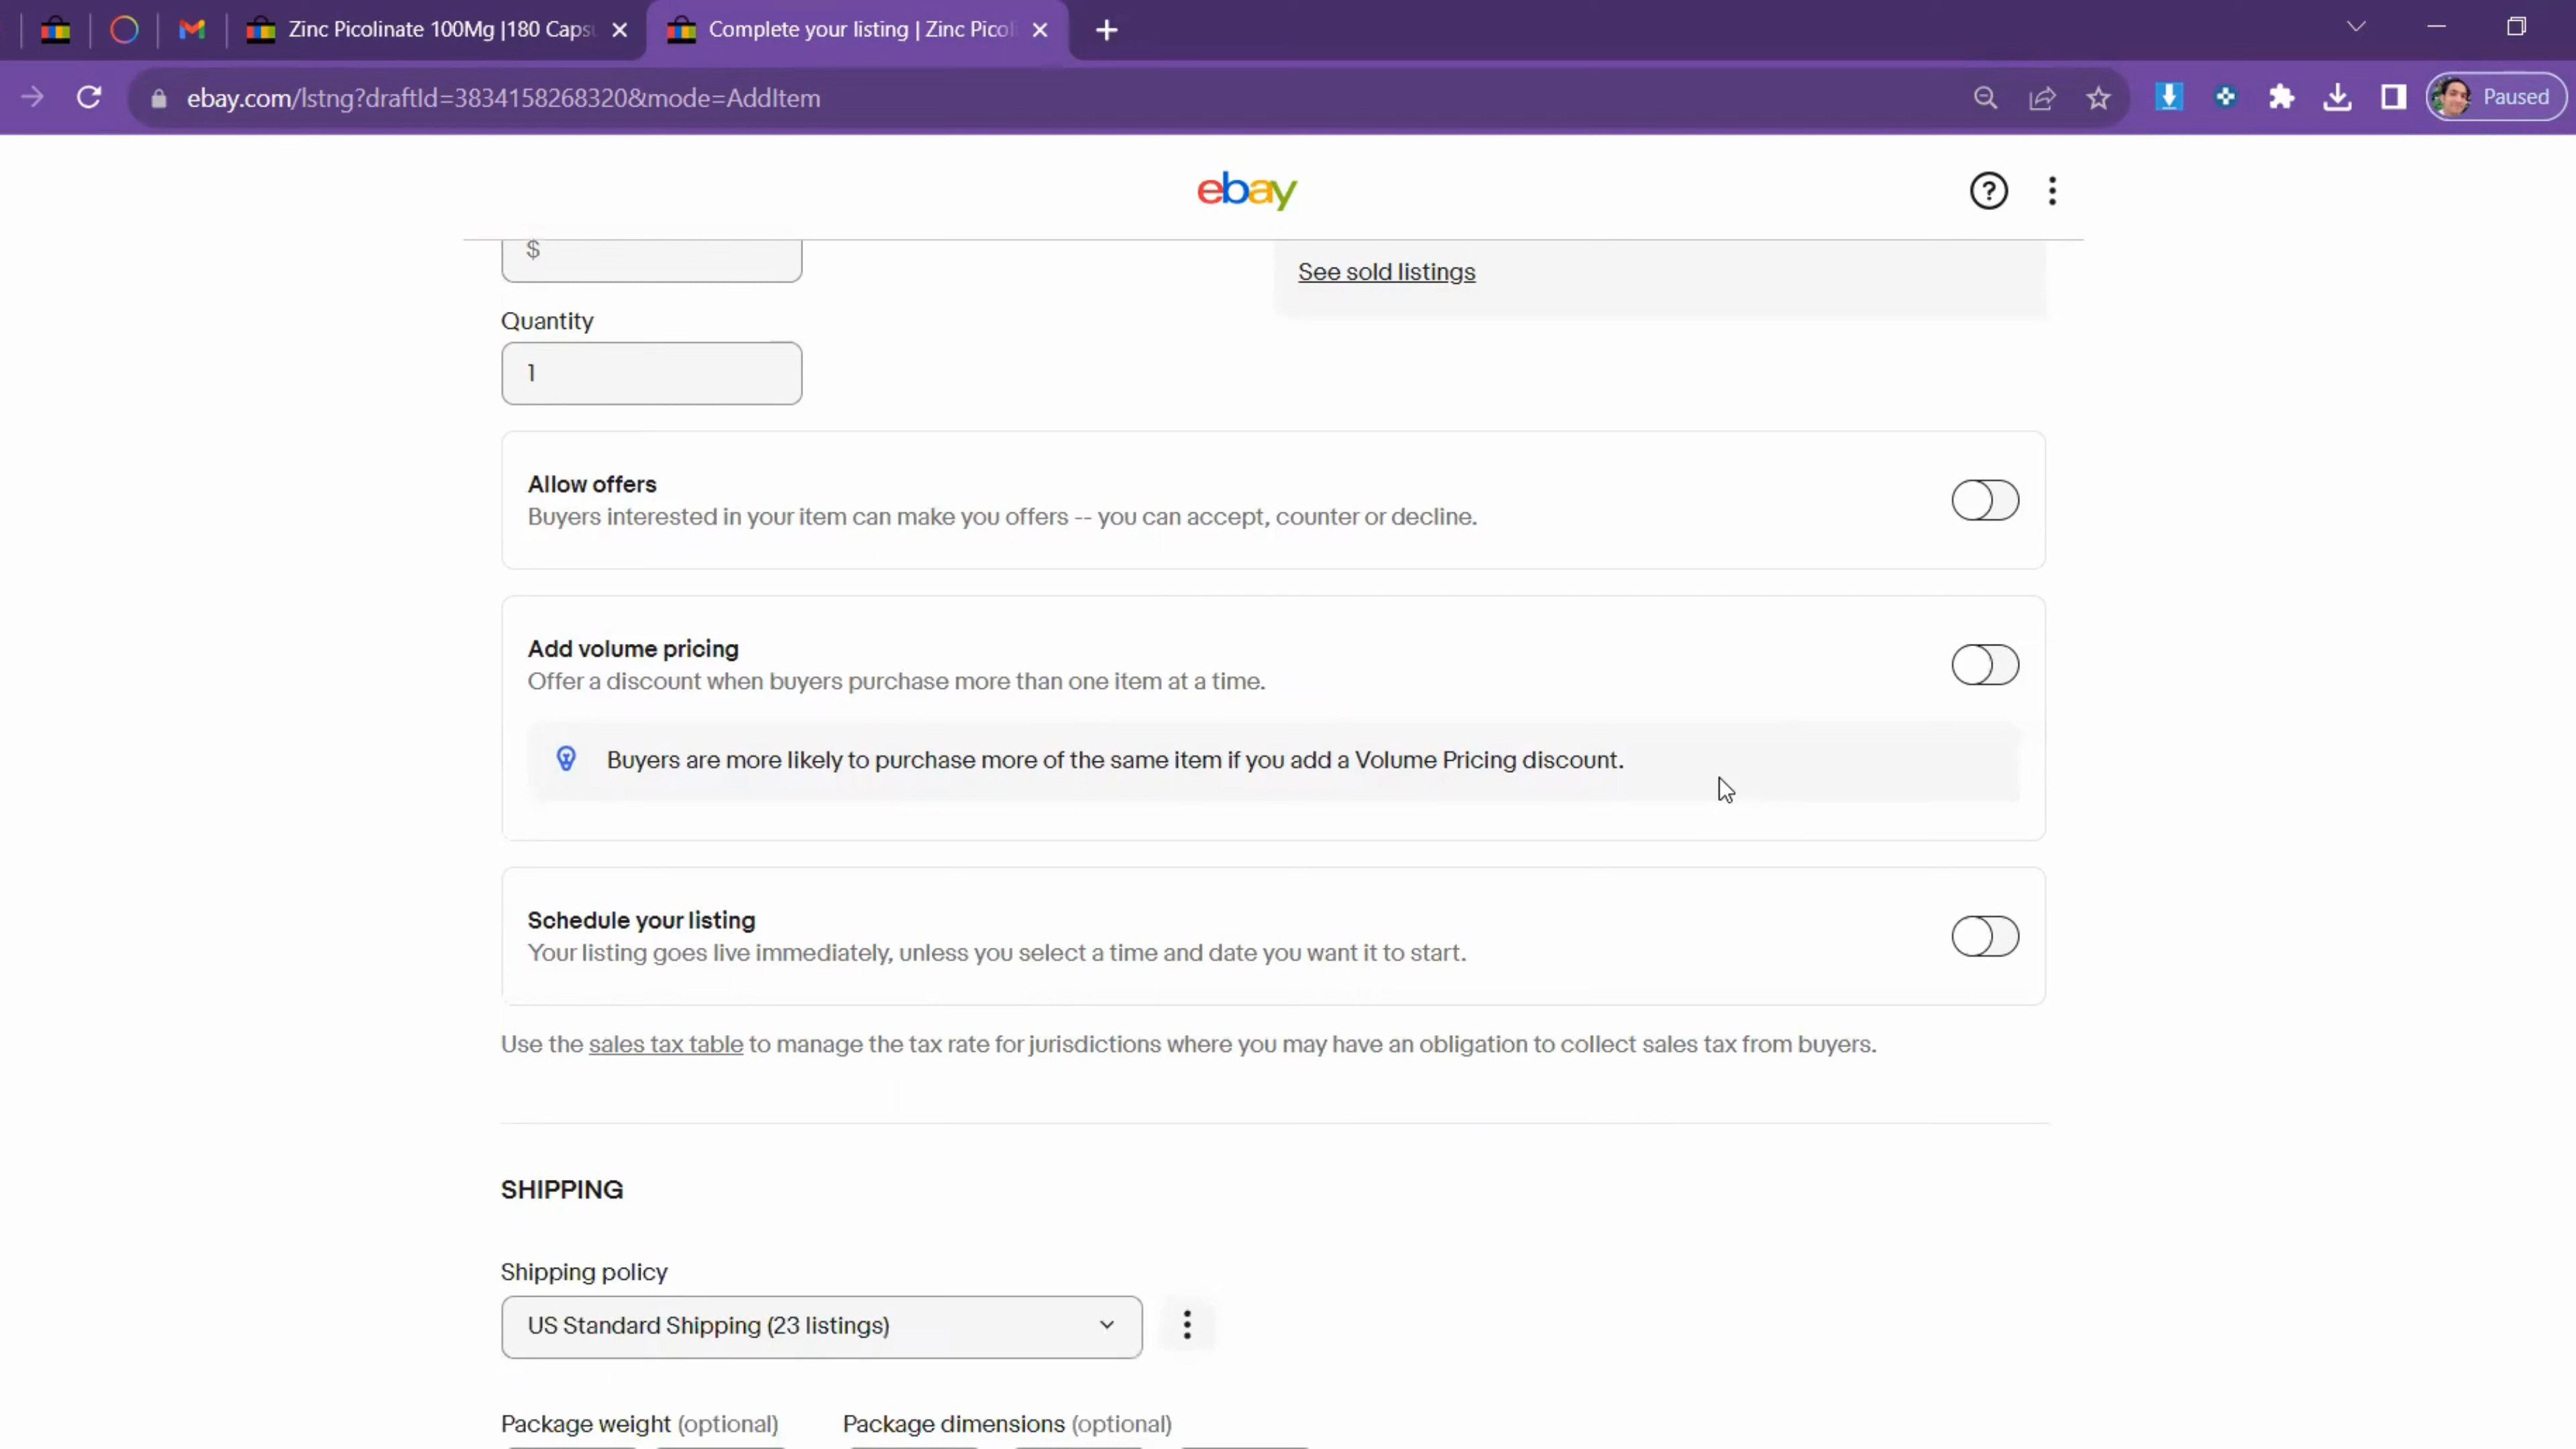 Zinc Picolinate 100Mg |180 Caps
Complete your listing | Zinc Picol
ebay.com/lstng?draftId=3834158268320&mode=AddItem
Paused
ebay
$
See sold listings
Quantity
1
Allow offers
Buyers interested in your item can make you offers -- you can accept, counter or decline.
Add volume pricing
Offer a discount when buyers purchase more than one item at a time.
Buyers are more likely to purchase more of the same item if you add a Volume Pricing discount.
Schedule your listing
Your listing goes live immediately, unless you select a time and date you want it to start.
Use the sales tax table to manage the tax rate for jurisdictions where you may have an obligation to collect sales tax from buyers.
SHIPPING
Shipping policy
US Standard Shipping (23 listings)
Package weight (optional)
Package dimensions (optional)